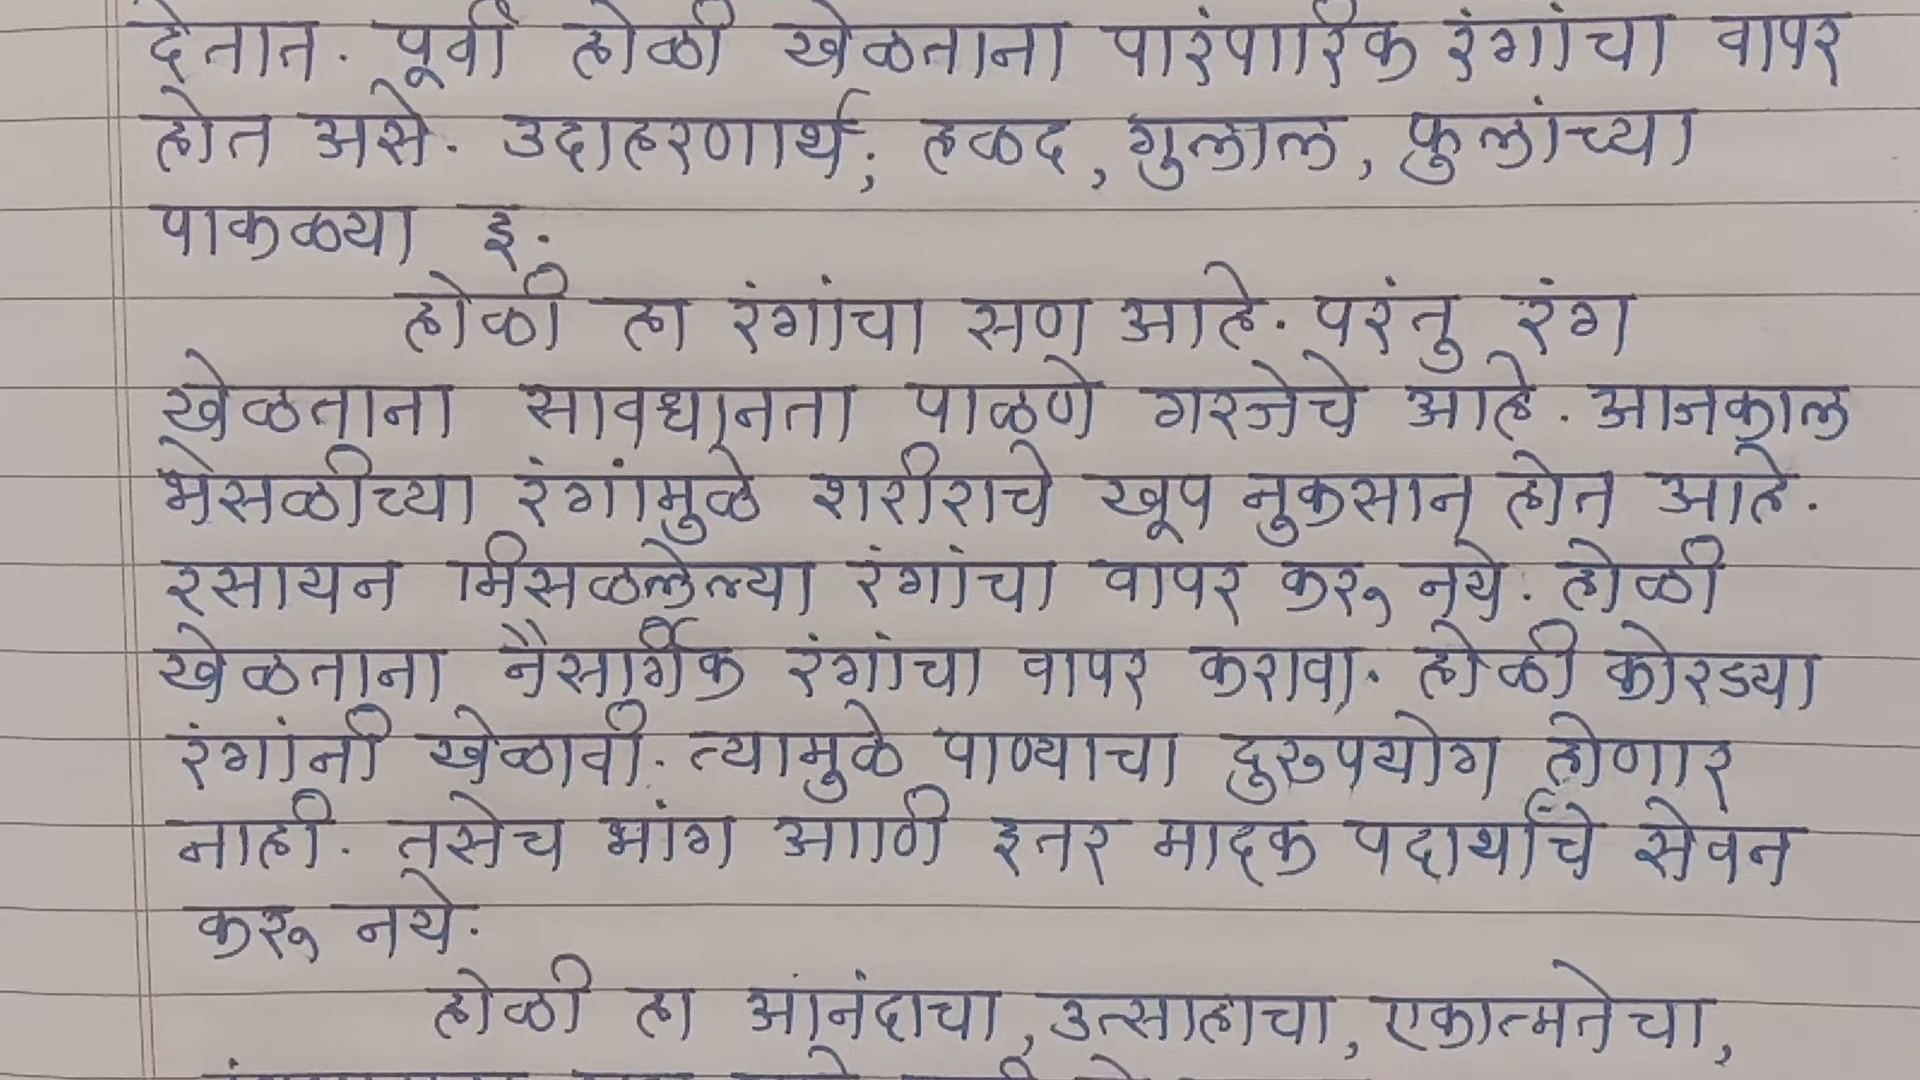 देतात. पूर्वी होळी खेळताना पारंपारिक रंगांचा वापर
होत असे. उदाहरणार्थ; हळद, गुलाल, फुलांच्या
पाकळ्या इ.
होळी हा रंगांचा सण आहे. परंतु रंग
खेळताना सावधानता पाळणे गरजेचे आहे. आजकाल
भेसळीच्या रंगांमुळे शरीराचे खूप नुकसान होत आहे.
रसायन मिसळलेल्या रंगांचा वापर करू नये. होळी
खेळताना नैसर्गिक रंगांचा वापर करावा. होळी कोरड्या
रंगांनी खेळावी. त्यामुळे पाण्याचा दुरुपयोग होणार
नाही. तसेच भांग आणि इतर मादक पदार्थांचे सेवन
करू नये.
होळी हा आनंदाचा, उत्साहाचा, एकात्मतेचा,